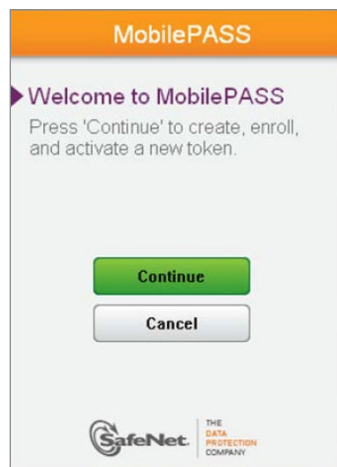 MobilePASS
Welcome to MobilePASS
Press 'Continue' to create, enroll,
and activate a new token.
Continue
Cancel
SafeNet.
THE
DATA
PROTECTION
COMPANY